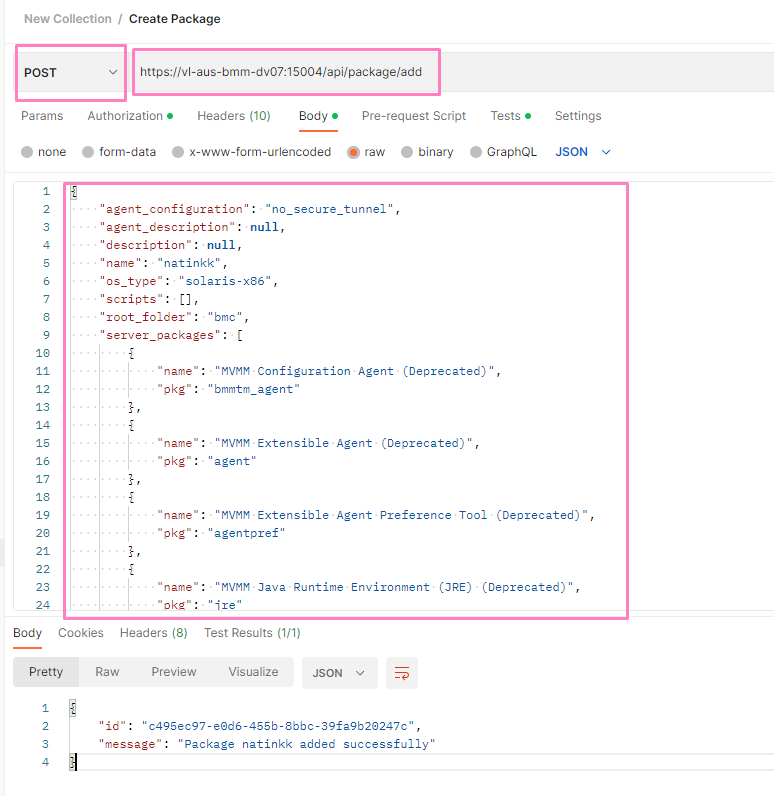 New Collection / Create Package
POST https://vl-aus-bmm-dv07:15004/api/package/add
Params Authorization Headers (10) Body Pre-request Script Tests Settings
none form-data x-www-form-urlencoded raw binary GraphQL JSON
1 {
2 "agent_configuration": "no_secure_tunnel",
3 "agent_description": null,
4 "description": null,
5 "name": "natinkk",
6 "os_type": "solaris-x86",
7 "scripts": [],
8 "root_folder": "bmc",
9 "server_packages": [
10 {
11 "name": "MVMM Configuration Agent (Deprecated)",
12 "pkg": "bmmtm_agent"
13 },
14 {
15 "name": "MVMM Extensible Agent (Deprecated)",
16 "pkg": "agent"
17 },
18 {
19 "name": "MVMM Extensible Agent Preference Tool (Deprecated)",
20 "pkg": "agentpref"
21 },
22 {
23 "name": "MVMM Java Runtime Environment (JRE) (Deprecated)",
24 "pkg": "jre"
Body Cookies Headers (8) Test Results (1/1)
Pretty Raw Preview Visualize JSON
1 {
2 "id": "c495ec97-e0d6-455b-8bbc-39fa9b20247c",
3 "message": "Package natinkk added successfully"
4 }